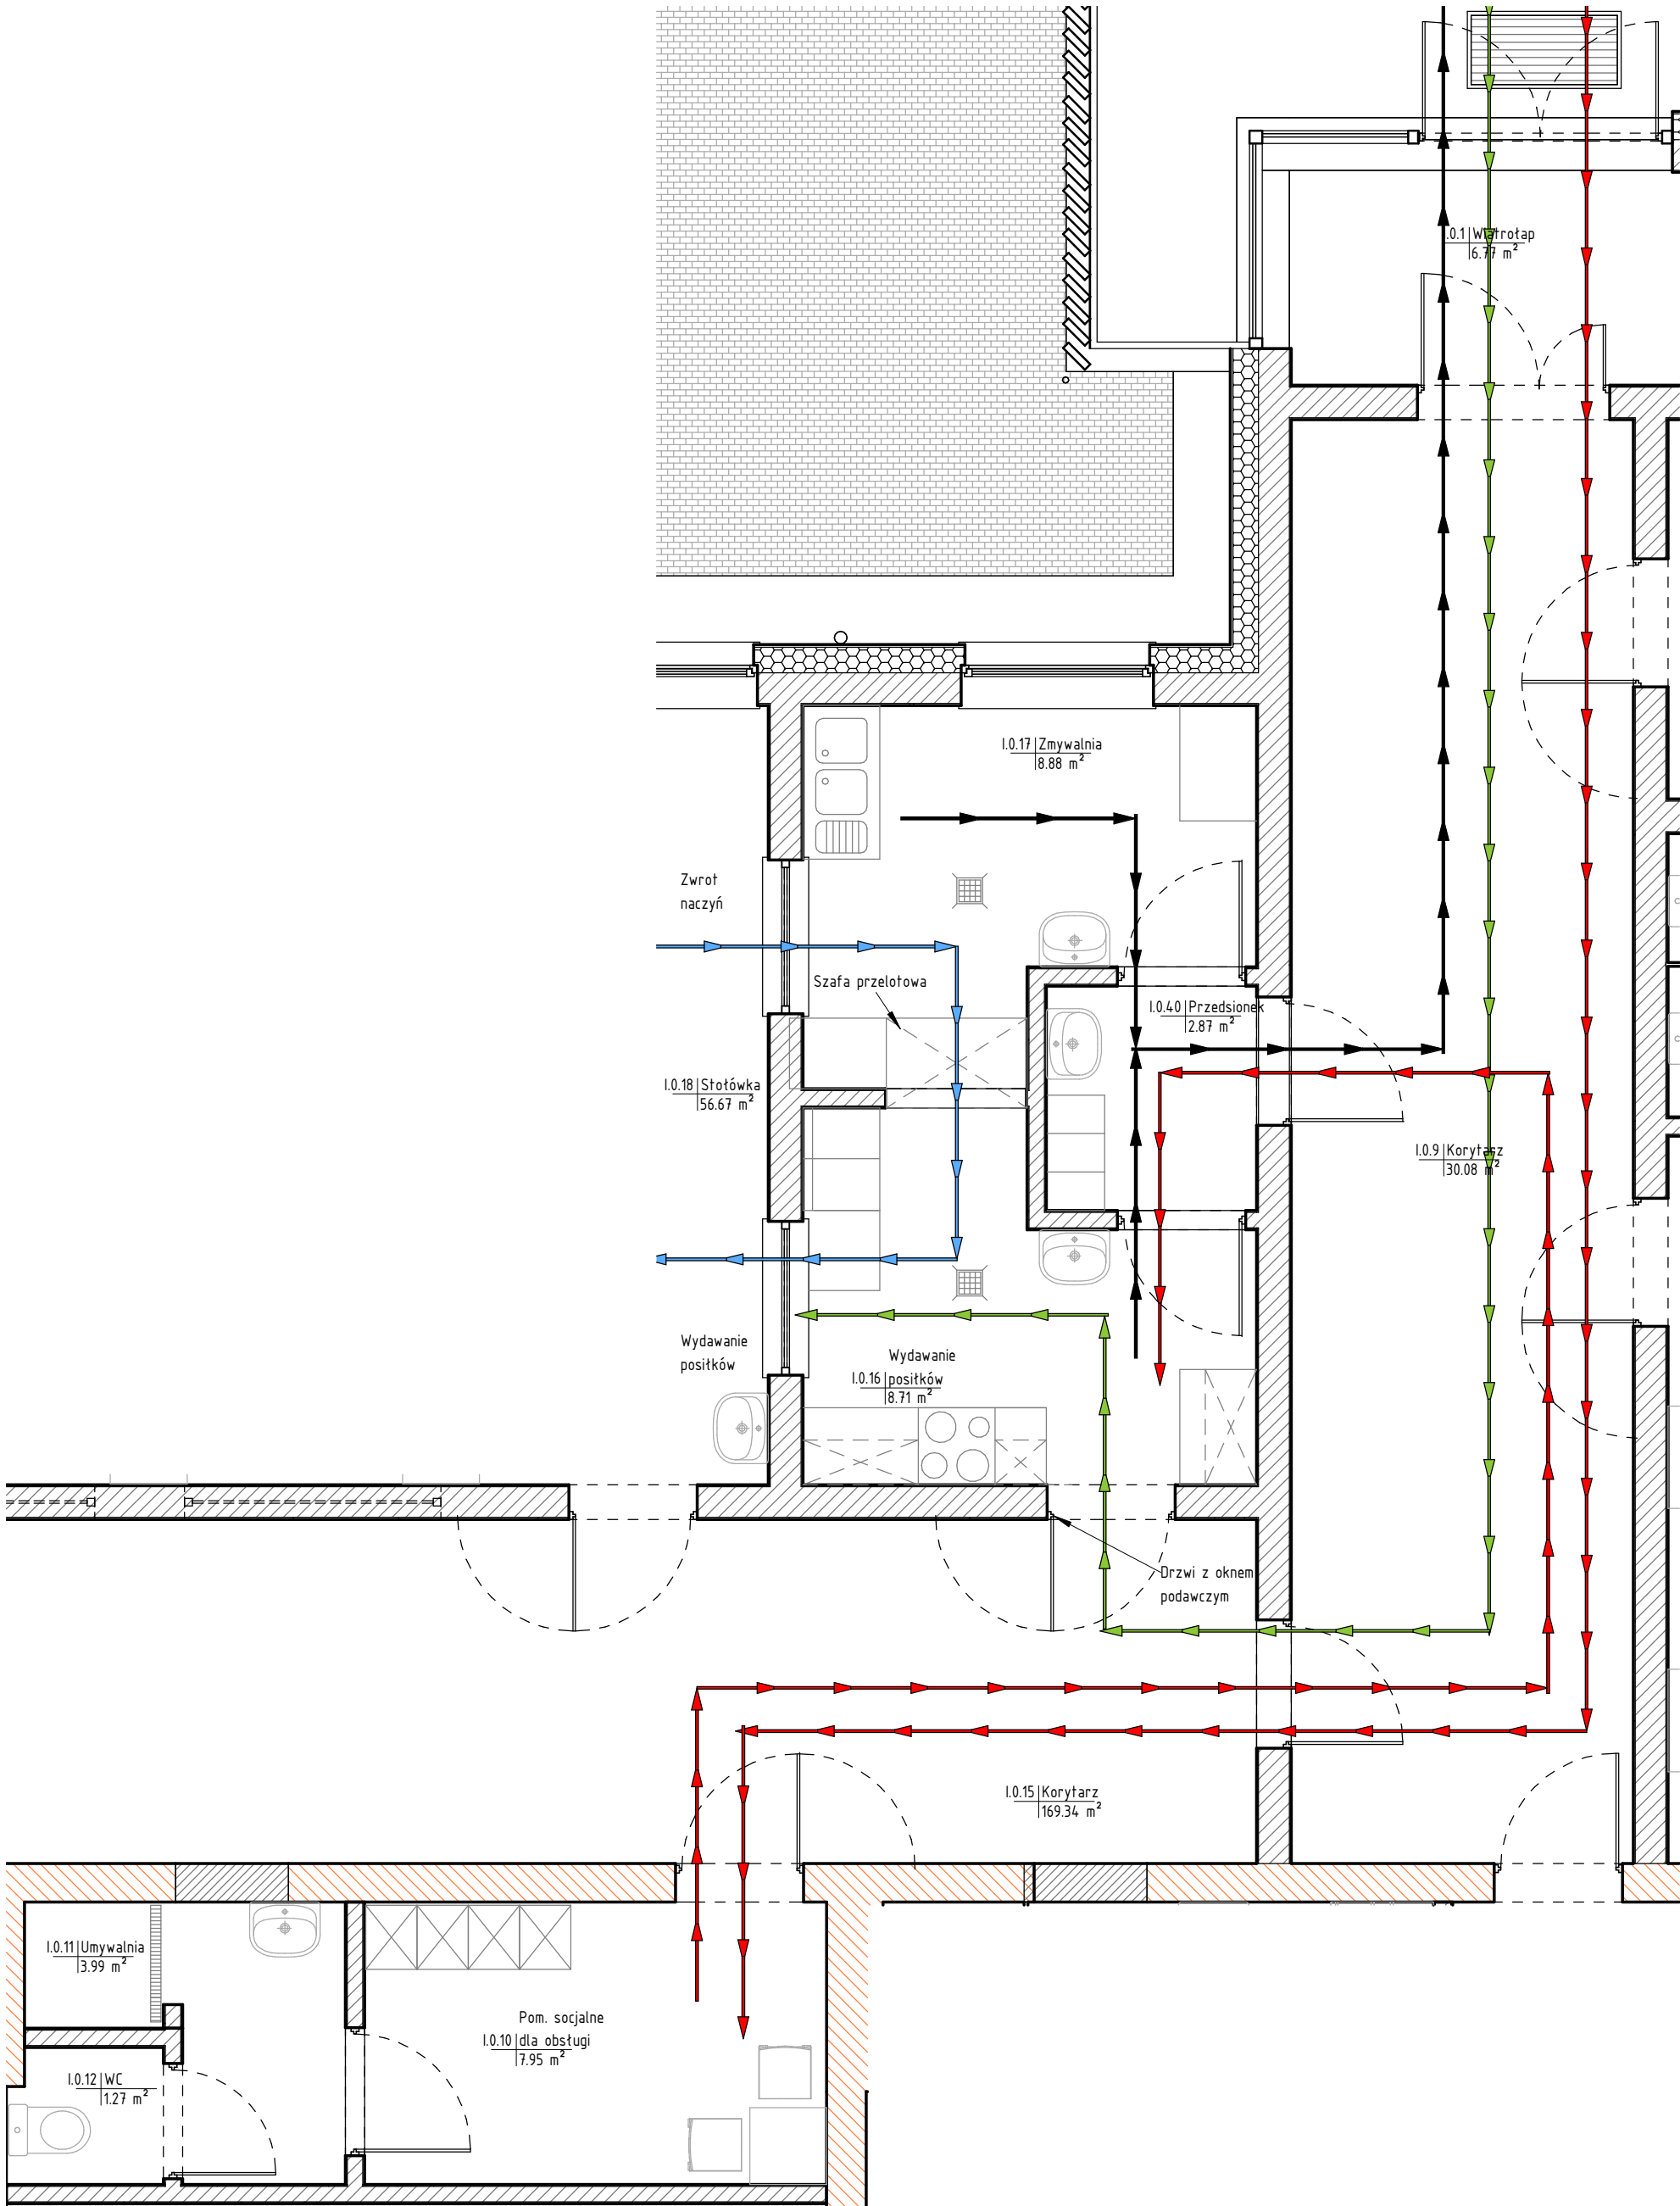 I.0.1 Wiatrołap
6.77 m²
I.0.17 Zmywalnia
8.88 m²
Zwrot
naczyń
Szafa przelotowa
I.0.40 Przedsionek
2.87 m²
I.0.18 Stołówka
56.67 m²
I.0.9 Korytarz
30.08 m²
Wydawanie
posiłków
Wydawanie
I.0.16 posiłków
8.71 m²
Drzwi z oknem
podawczym
I.0.15 Korytarz
169.34 m²
I.0.11 Umywalnia
3.99 m²
Pom. socjalne
I.0.10 dla obsługi
7.95 m²
I.0.12 WC
1.27 m²